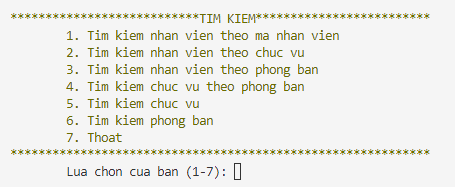 ***************************TIM KIEM*************************
1. Tim kiem nhan vien theo ma nhan vien
2. Tim kiem nhan vien theo chuc vu
3. Tim kiem nhan vien theo phong ban
4. Tim kiem chuc vu theo phong ban
5. Tim kiem chuc vu
6. Tim kiem phong ban
7. Thoat
************************************************************
Lua chon cua ban (1-7):